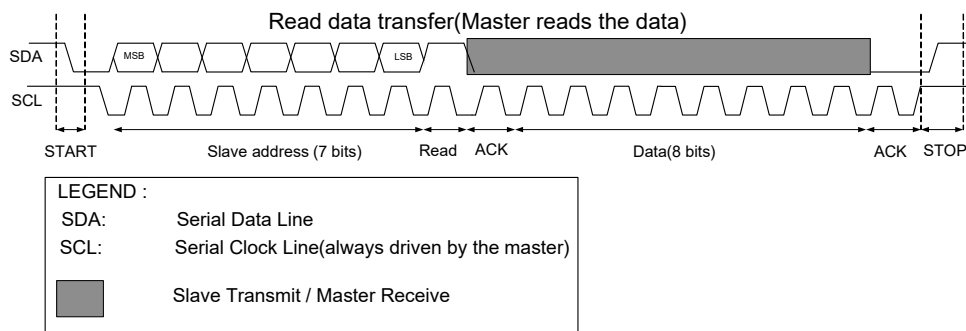 Read data transfer(Master reads the data)
SDA
MSB
LSB
SCL
START
Slave address (7 bits)
Read
ACK
Data(8 bits)
ACK
STOP
LEGEND :
SDA: Serial Data Line
SCL: Serial Clock Line(always driven by the master)
Slave Transmit / Master Receive